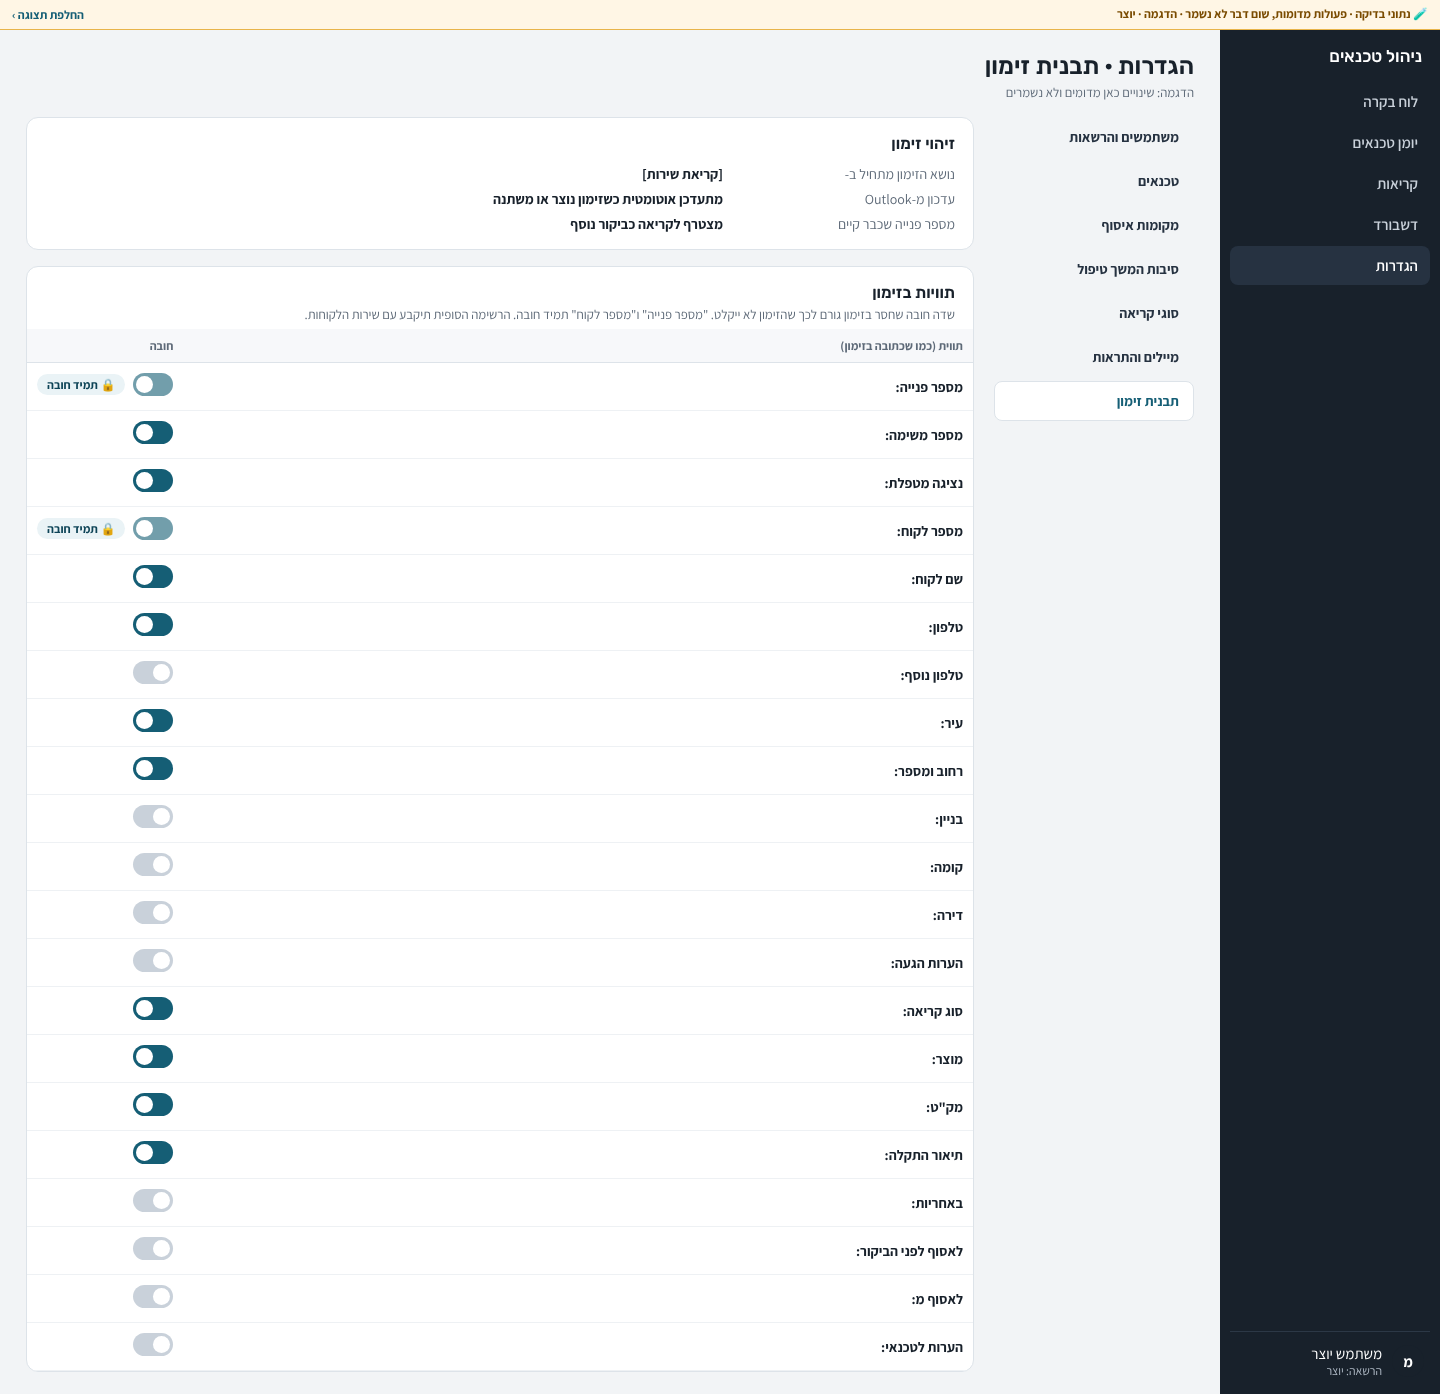 🧪 נתוני בדיקה · פעולות מדומות, שום דבר לא נשמר · הדגמה · יוצר
החלפת תצוגה ›
ניהול טכנאים
לוח בקרה
יומן טכנאים
קריאות
דשבורד
הגדרות
משתמש יוצר
הרשאה: יוצר
מ
הגדרות • תבנית זימון
הדגמה: שינויים כאן מדומים ולא נשמרים
משתמשים והרשאות
טכנאים
מקומות איסוף
סיבות המשך טיפול
סוגי קריאה
מיילים והתראות
תבנית זימון
זיהוי זימון
נושא הזימון מתחיל ב- [קריאת שירות]
עדכון מ-Outlook מתעדכן אוטומטית כשזימון נוצר או משתנה
מספר פנייה שכבר קיים מצטרף לקריאה כביקור נוסף
תוויות בזימון
שדה חובה שחסר בזימון גורם לכך שהזימון לא ייקלט. "מספר פנייה" ו"מספר לקוח" תמיד חובה. הרשימה הסופית תיקבע עם שירות הלקוחות.
תווית (כמו שכתובה בזימון) חובה
מספר פנייה: 🔒 תמיד חובה
מספר משימה:
נציגה מטפלת:
מספר לקוח: 🔒 תמיד חובה
שם לקוח:
טלפון:
טלפון נוסף:
עיר:
רחוב ומספר:
בניין:
קומה:
דירה:
הערות הגעה:
סוג קריאה:
מוצר:
מק"ט:
תיאור התקלה:
באחריות:
לאסוף לפני הביקור:
לאסוף מ:
הערות לטכנאי: